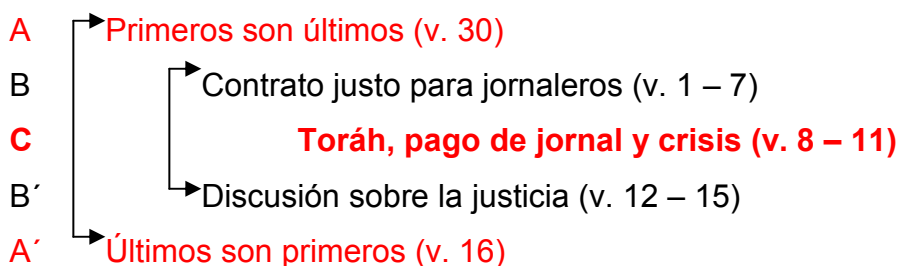 A Primeros son últimos (v. 30)
B Contrato justo para jornaleros (v. 1 – 7)
C Toráh, pago de jornal y crisis (v. 8 – 11)
B´ Discusión sobre la justicia (v. 12 – 15)
A´ Últimos son primeros (v. 16)